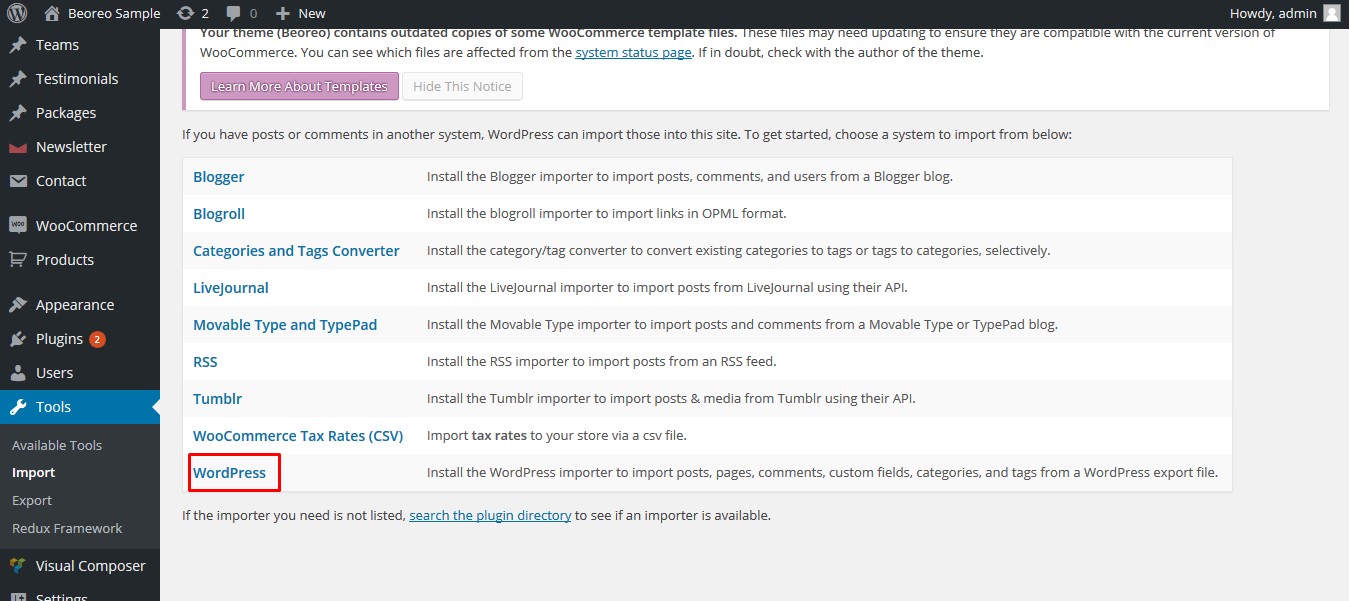 Beoreo Sample 2 0 New Howdy, admin
Teams
Testimonials
Packages
Newsletter
Contact
WooCommerce
Products
Appearance
Plugins 2
Users
Tools
Available Tools
Import
Export
Redux Framework
Visual Composer
Settings
Your theme (Beoreo) contains outdated copies of some WooCommerce template files. These files may need updating to ensure they are compatible with the current version of
WooCommerce. You can see which files are affected from the system status page. If in doubt, check with the author of the theme.
Learn More About Templates Hide This Notice
If you have posts or comments in another system, WordPress can import those into this site. To get started, choose a system to import from below:
Blogger Install the Blogger importer to import posts, comments, and users from a Blogger blog.
Blogroll Install the blogroll importer to import links in OPML format.
Categories and Tags Converter Install the category/tag converter to convert existing categories to tags or tags to categories, selectively.
LiveJournal Install the LiveJournal importer to import posts from LiveJournal using their API.
Movable Type and TypePad Install the Movable Type importer to import posts and comments from a Movable Type or TypePad blog.
RSS Install the RSS importer to import posts from an RSS feed.
Tumblr Install the Tumblr importer to import posts & media from Tumblr using their API.
WooCommerce Tax Rates (CSV) Import tax rates to your store via a csv file.
WordPress Install the WordPress importer to import posts, pages, comments, custom fields, categories, and tags from a WordPress export file.
If the importer you need is not listed, search the plugin directory to see if an importer is available.